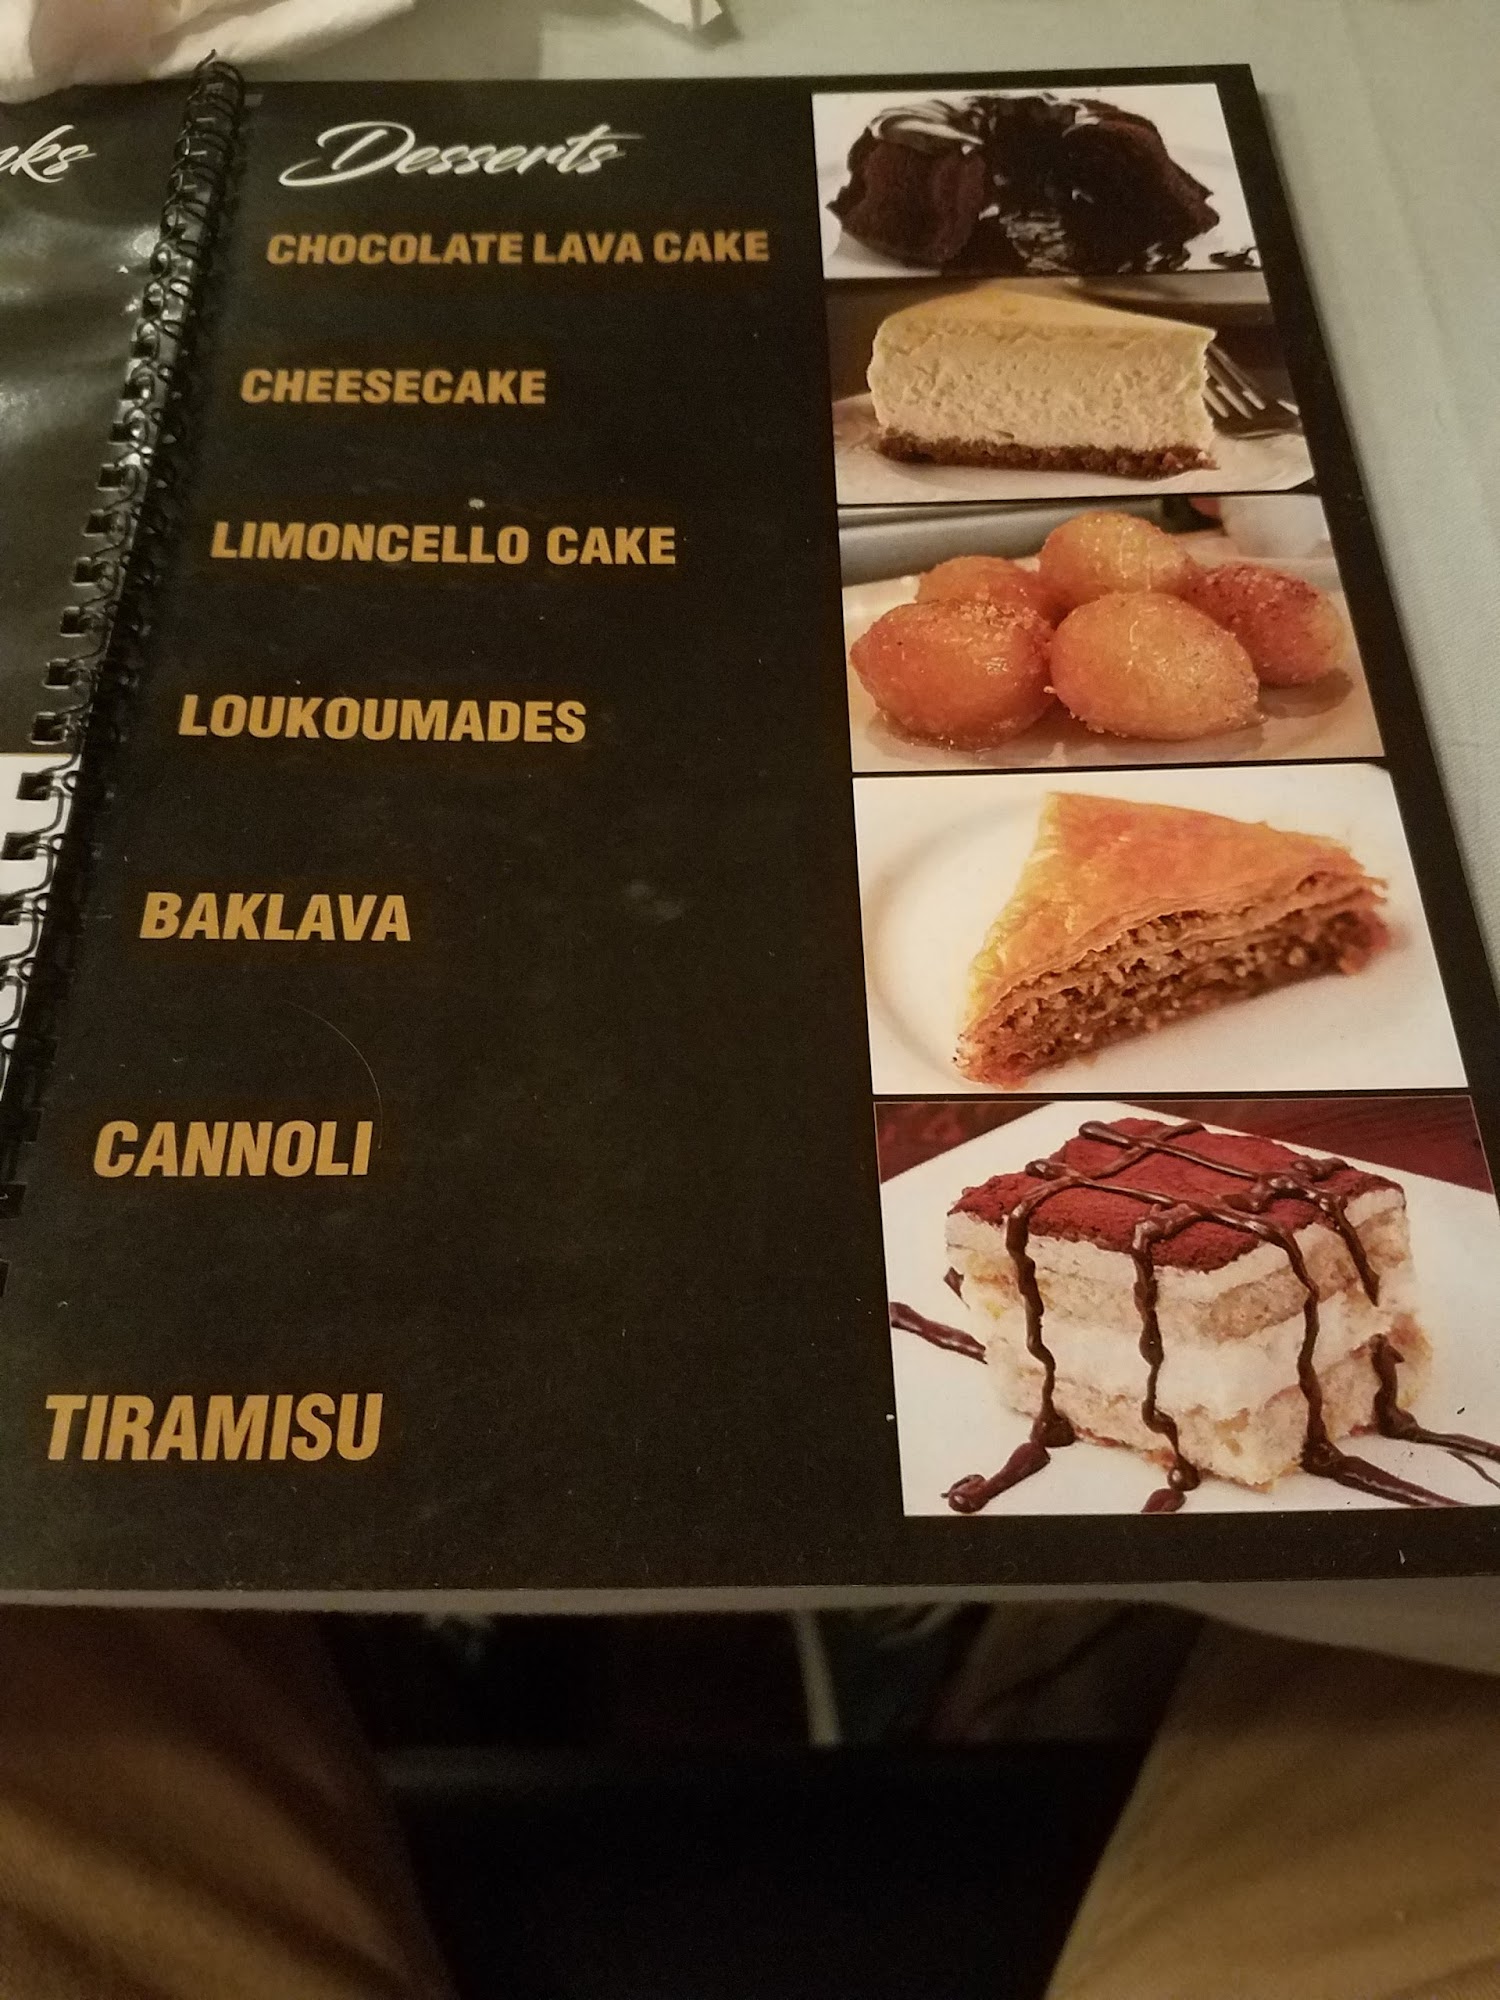 Desserts
CHOCOLATE LAVA CAKE
CHEESECAKE
LIMONCELLO CAKE
LOUKOUMADES
BAKLAVA
CANNOLI
TIRAMISU